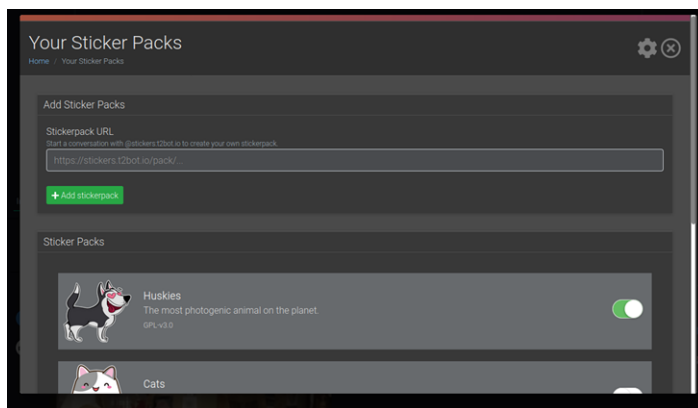 Your Sticker Packs
Home / Your Sticker Packs
Add Sticker Packs
Stickerpack URL
Start a conversation with @stickers.t2bot.io to create your own stickerpack.
https://stickers.t2bot.io/pack/...
+ Add stickerpack
Sticker Packs
Huskies
The most photogenic animal on the planet.
GPL-v3.0
Cats